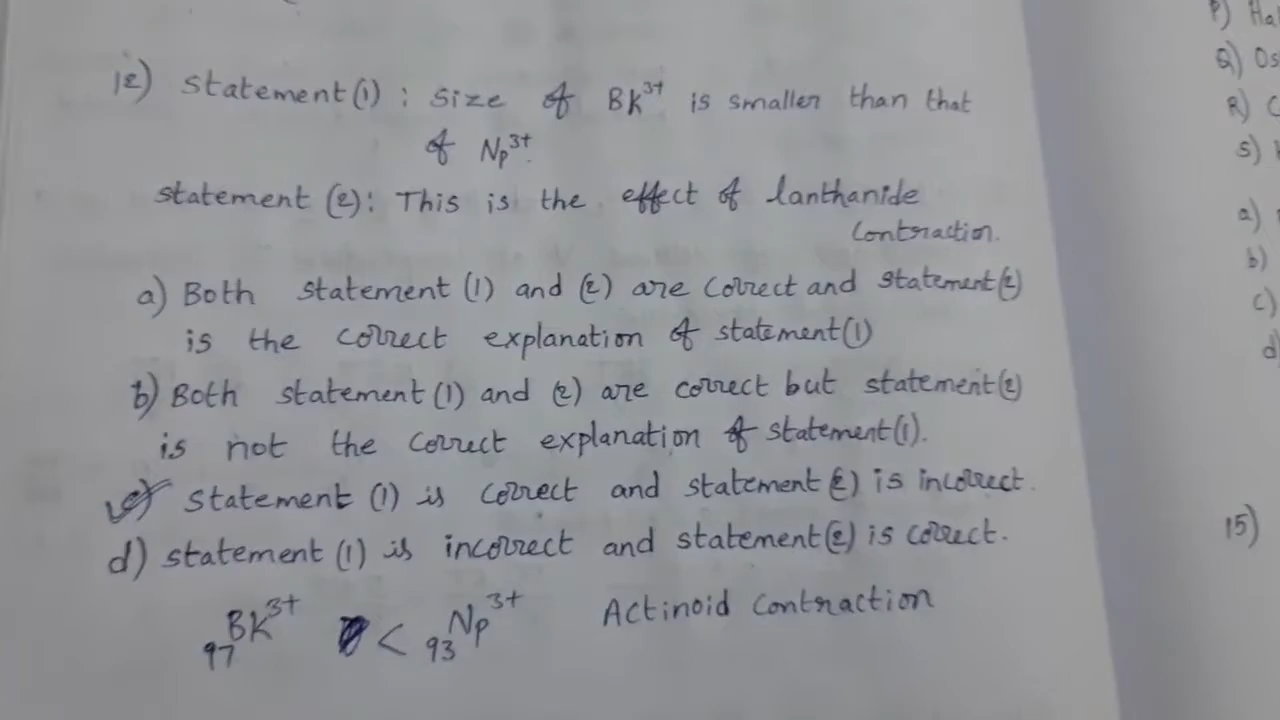 12) Statement (1) : Size of Bk³⁺ is smaller than that
of Np³⁺.
statement (2): This is the effect of lanthanide
Contraction.
a) Both statement (1) and (2) are correct and statement (2)
is the correct explanation of statement (1)
b) Both statement (1) and (2) are correct but statement (2)
is not the correct explanation of statement (1).
c) statement (1) is correct and statement (2) is incorrect.
d) statement (1) is incorrect and statement (2) is correct.
₉₇Bk³⁺ < ₉₃Np³⁺ Actinoid Contraction
P)
Q) Os
R)
S)
a)
b)
c)
d)
15)